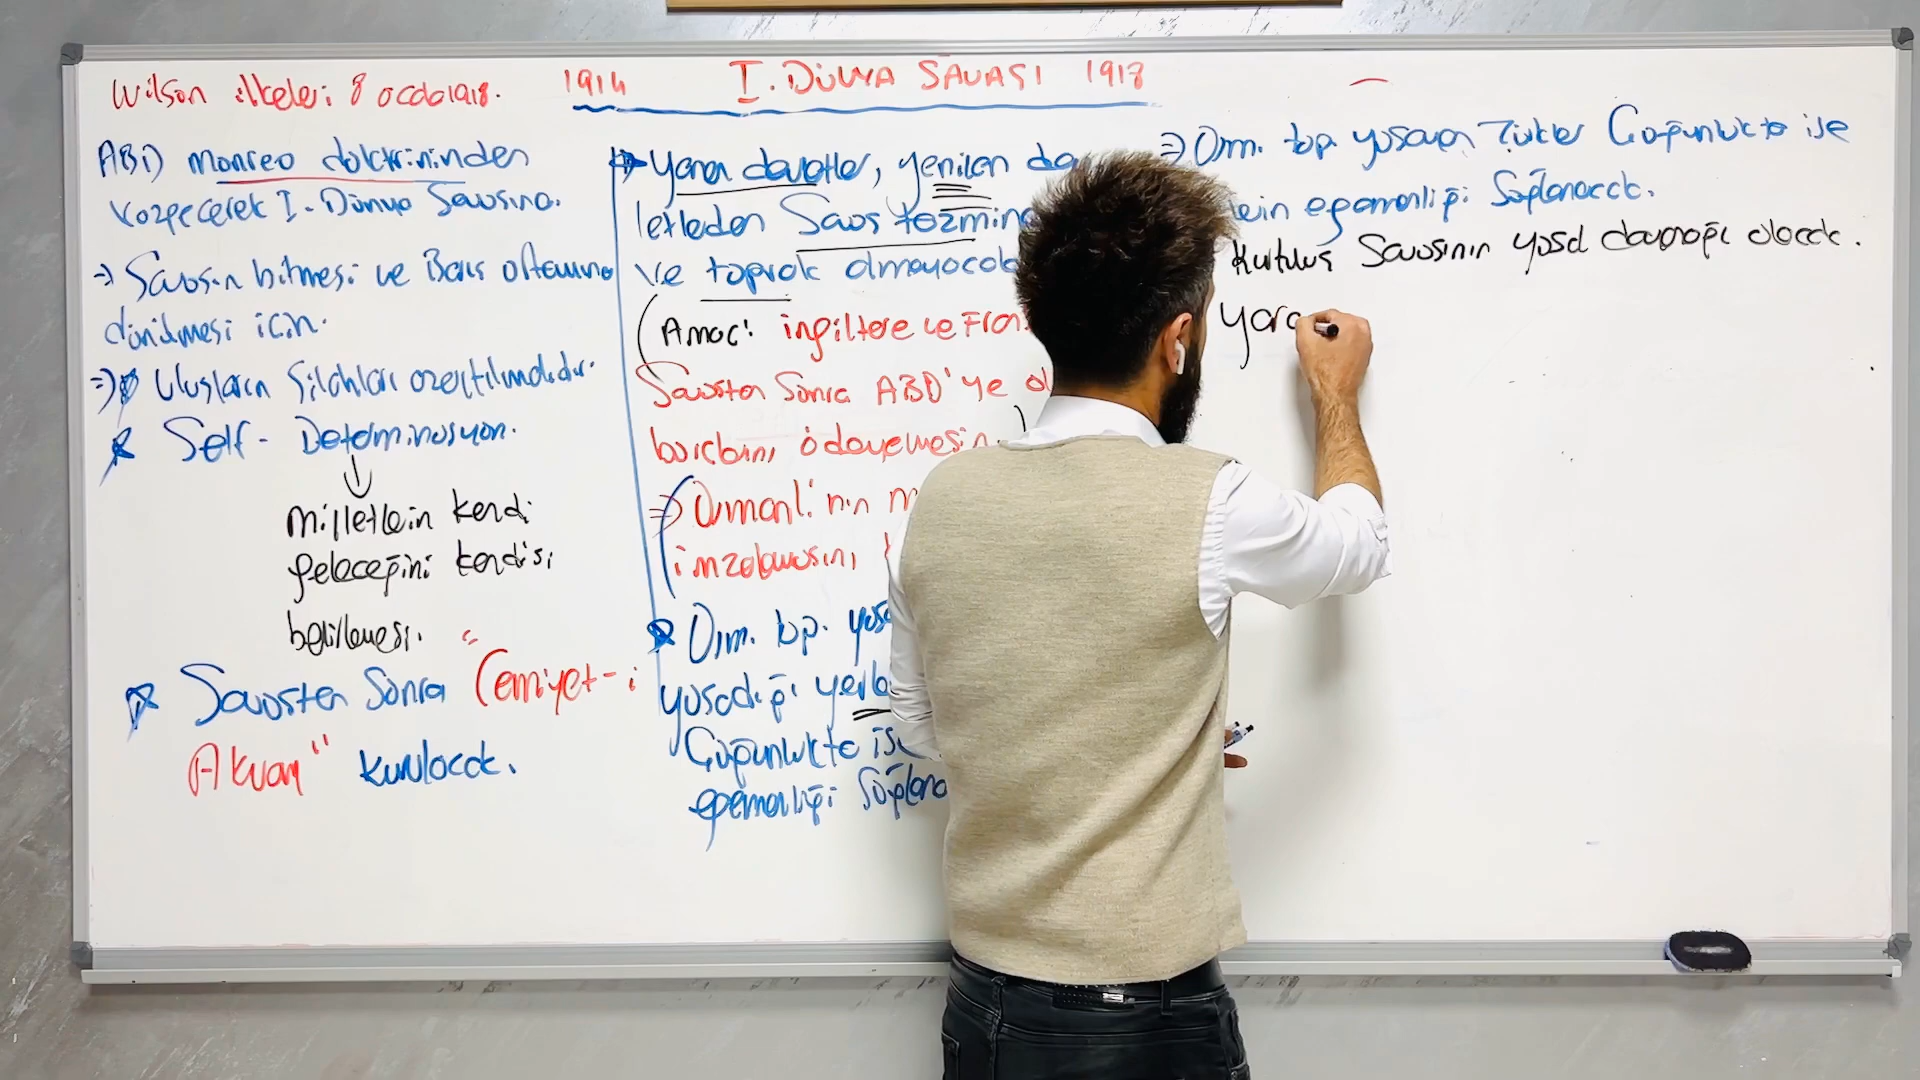 Wilson ilkeleri 8 ocak 1918.
1914 I. DÜNYA SAVAŞI 1918
ABD Monreo doktrininden
vazgeçerek I. Dünya Savaşına.
⇒ Savaşın bitmesi ve Barış ortamına
dönülmesi için.
⇒ Ulusların Silahları azaltılmalıdır.
Self - Determinasyon.
↓
milletlerin kendi
geleceğini kendisi
belirlemesi.
Savaştan Sonra "Cemiyet-i
Akvam" kurulacak.
Yenen devletler, yenilen dev
letlerden Savaş tazmin
ve toprak almayacak
(Amaç: ingiltere ve Fran
Savaştan Sonra ABD'ye ol
borçlarını ödeyemesin.)
⇒ Osmanlı'nın m
imzalamasını,
Osm. top. yaşa
yaşadığı yerle
Çoğunlukta ise
egemenliği Sağlana
⇒ Osm. top. yaşayan Türkler Çoğunlukta ise
egemenliği Sağlanacak.
Kurtuluş Savaşının yasal dayanağı olacak.
yara